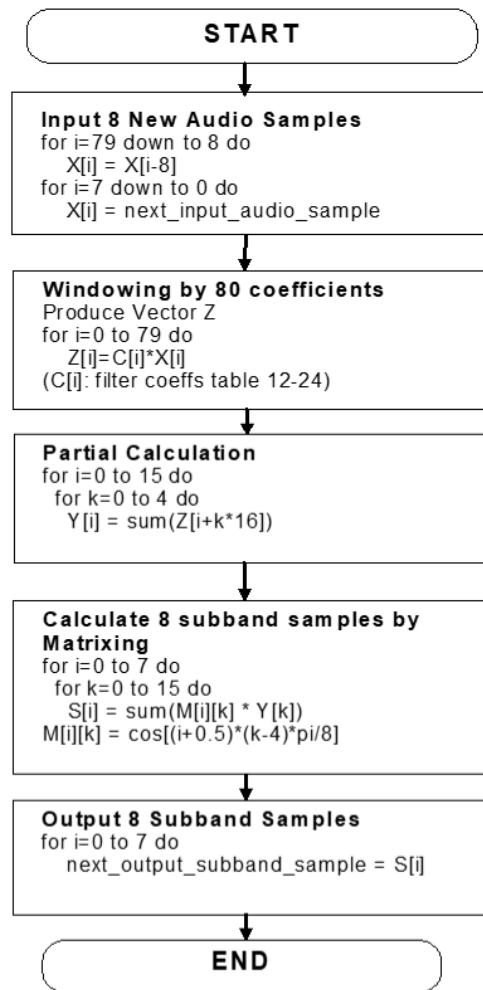 START
Input 8 New Audio Samples
for i=79 down to 8 do
X[i] = X[i-8]
for i=7 down to 0 do
X[i] = next_input_audio_sample
Windowing by 80 coefficients
Produce Vector Z
for i=0 to 79 do
Z[i]=C[i]*X[i]
(C[i]: filter coeffs table 12-24)
Partial Calculation
for i=0 to 15 do
for k=0 to 4 do
Y[i] = sum(Z[i+k*16])
Calculate 8 subband samples by
Matrixing
for i=0 to 7 do
for k=0 to 15 do
S[i] = sum(M[i][k] * Y[k])
M[i][k] = cos[(i+0.5)*(k-4)*pi/8]
Output 8 Subband Samples
for i=0 to 7 do
next_output_subband_sample = S[i]
END